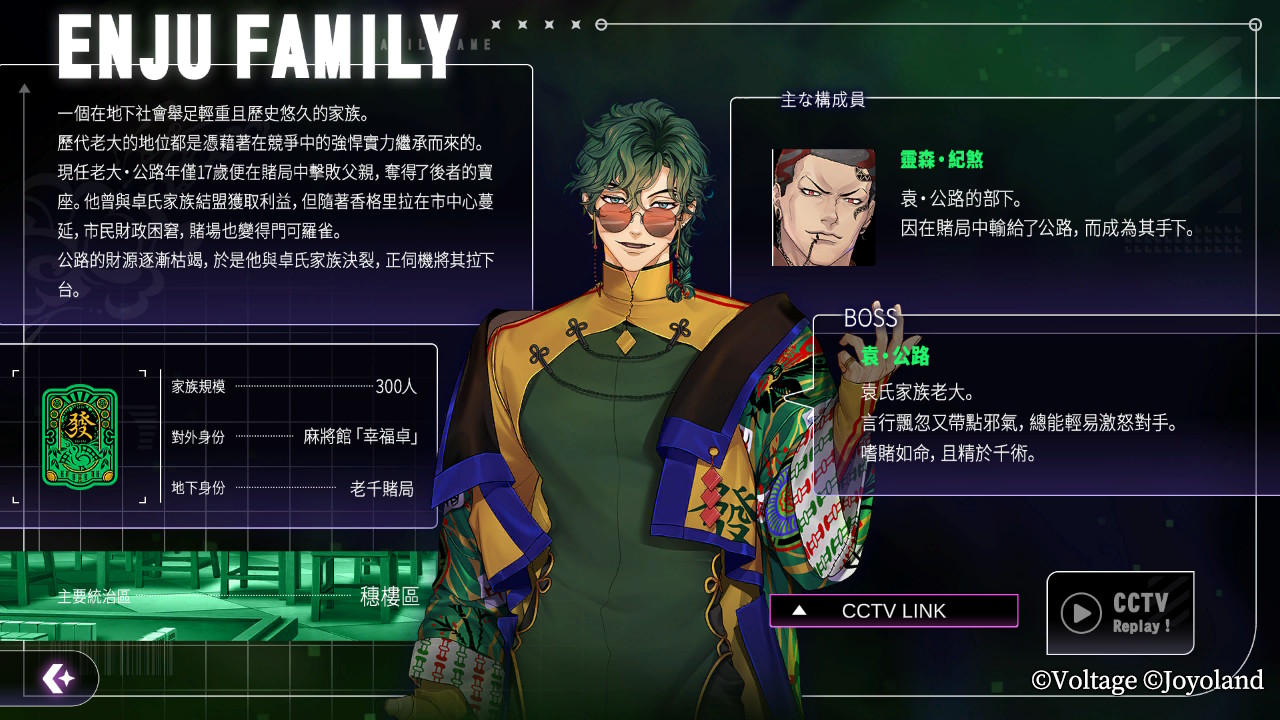 ENJU FAMILY
一個在地下社會舉足輕重且歷史悠久的家族。
歷代老大的地位都是憑藉著在競爭中的強悍實力繼承而來的。
現任老大・公路年僅17歲便在賭局中擊敗父親, 奪得了後者的寶
座。他曾與卓氏家族結盟獲取利益, 但隨著香格里拉在市中心蔓
延, 市民財政困窘, 賭場也變得門可羅雀。
公路的財源逐漸枯竭, 於是他與卓氏家族決裂, 正伺機將其拉下
台。
家族規模 300人
對外身份 麻將館「幸福卓」
地下身份 老千賭局
發
主要統治區 穗樓區
主な構成員
靈森・紀煞
袁・公路的部下。
因在賭局中輸給了公路, 而成為其手下。
BOSS
袁・公路
袁氏家族老大。
言行飄忽又帶點邪氣, 總能輕易激怒對手。
嗜賭如命, 且精於千術。
發
CCTV LINK
CCTV
Replay !
©Voltage ©Joyoland